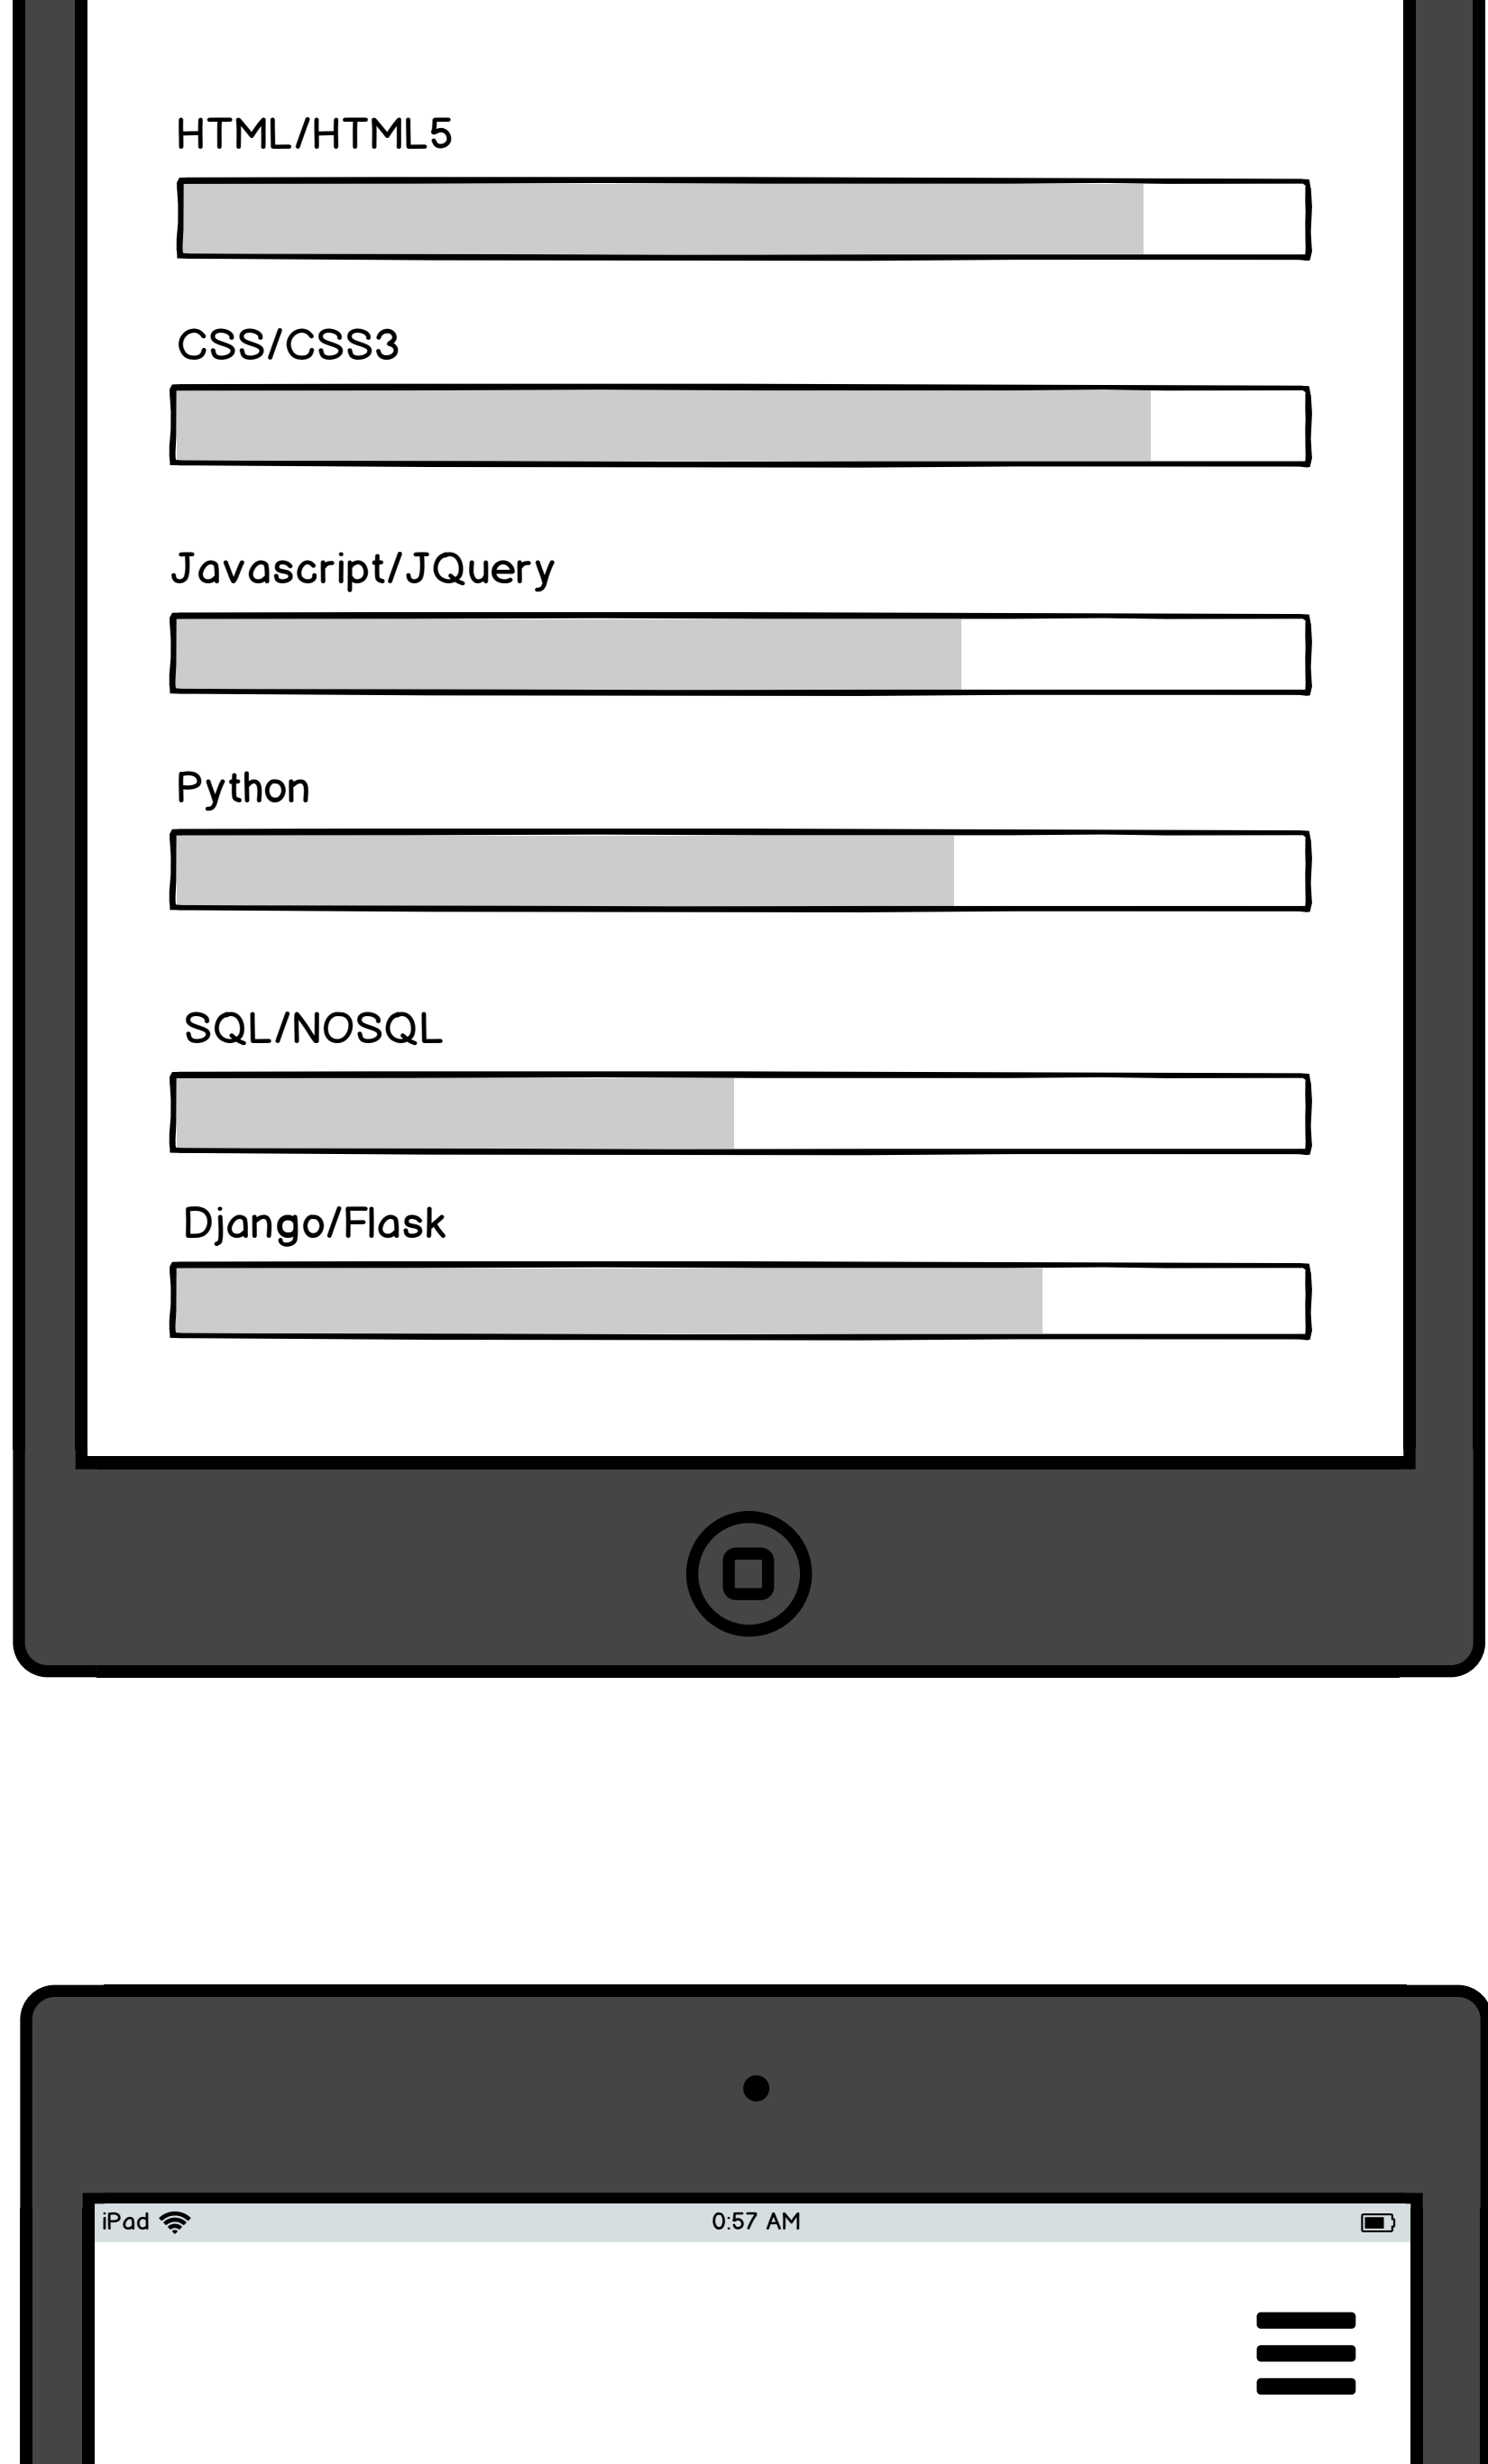 HTML/HTML5
CSS/CSS3
Javascript/JQuery
Python
SQL/NOSQL
Django/Flask
iPad 0:57 AM